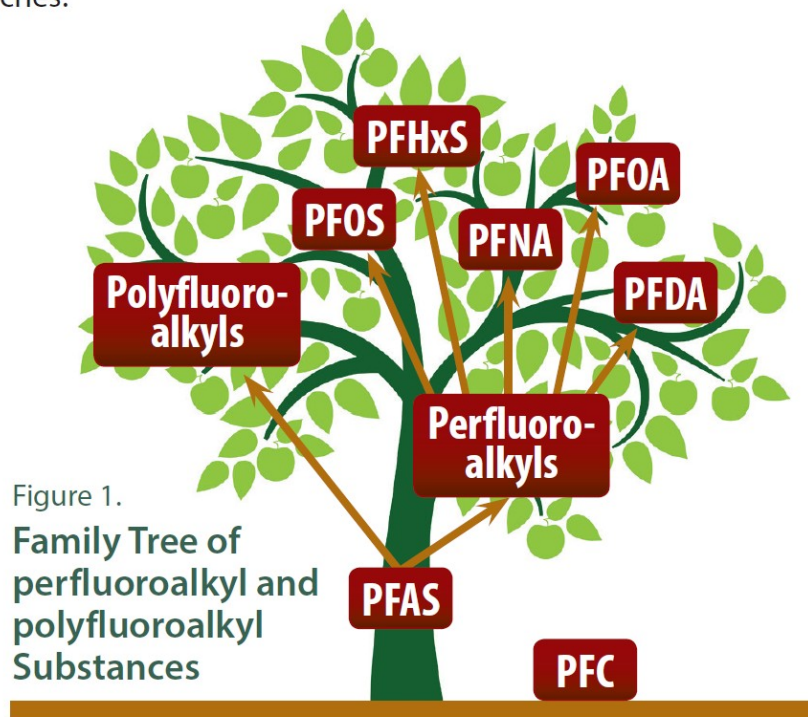 ches.
PFHxS
PFOA
PFOS
PFNA
PFDA
Polyfluoro-
alkyls
Perfluoro-
alkyls
Figure 1.
Family Tree of
perfluoroalkyl and
polyfluoroalkyl
Substances
PFAS
PFC